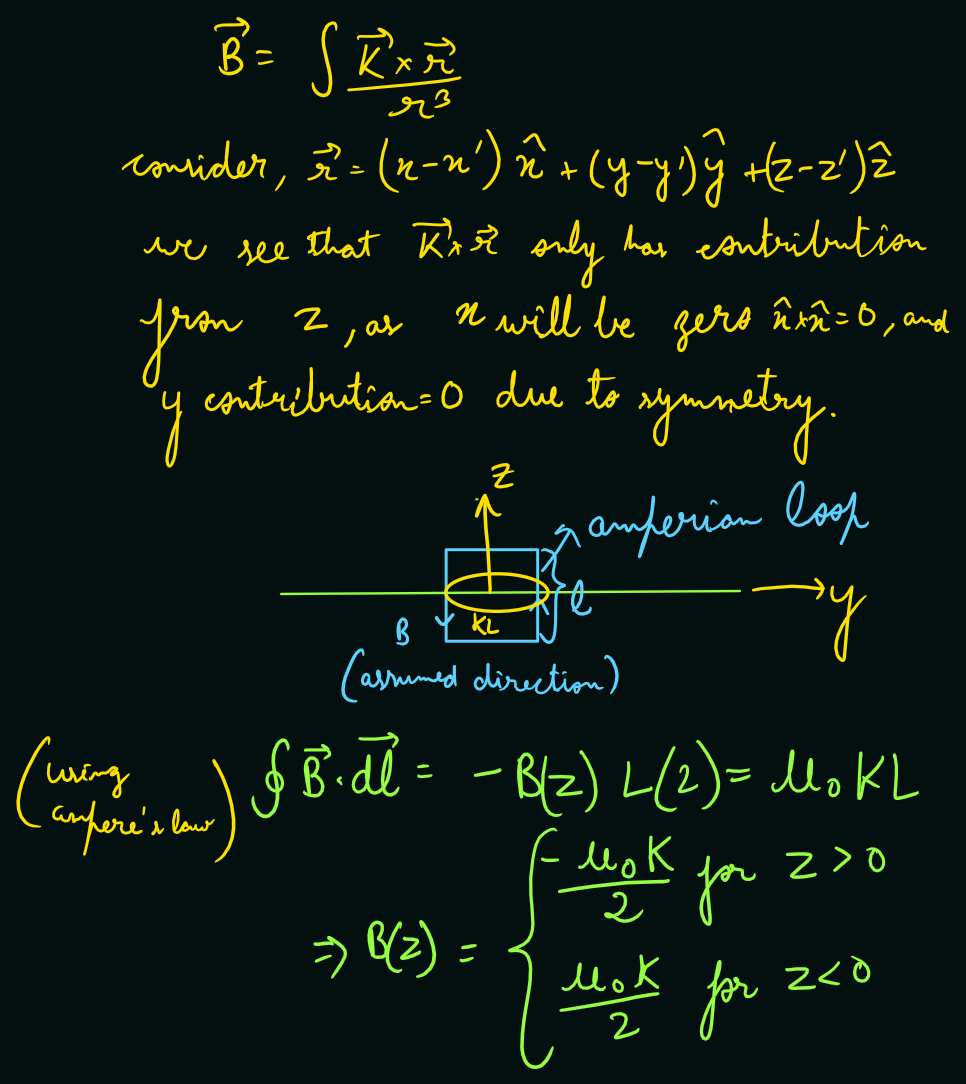 $\vec{B} = \int \frac{\vec{K} \times \vec{r}}{r^3}$
consider, $\vec{r} = (x-x')\hat{x} + (y-y')\hat{y} + (z-z')\hat{z}$
we see that $\vec{K} \times \vec{r}$ only has contribution
from z, as x will be zero $\hat{x} \times \hat{x} = 0$, and
y contribution = 0 due to symmetry.
z
amperian loop
l
y
KL
B
(assumed direction)
(using ampere's law) $\oint \vec{B} \cdot \vec{dl} = -B(z) L(2) = \mu_0 KL$
$\Rightarrow B(z) = \begin{cases} -\frac{\mu_0 K}{2} \text{ for } z > 0 \\ \frac{\mu_0 K}{2} \text{ for } z < 0 \end{cases}$